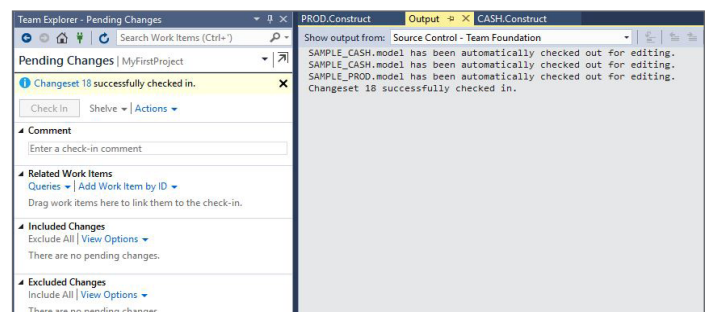 Team Explorer - Pending Changes
Search Work Items (Ctrl+')
Pending Changes | MyFirstProject
Changeset 18 successfully checked in.
Check In Shelve Actions
Comment
Enter a check-in comment
Related Work Items
Queries | Add Work Item by ID
Drag work items here to link them to the check-in.
Included Changes
Exclude All | View Options
There are no pending changes.
Excluded Changes
Include All | View Options
There are no pending changes.
PROD.Construct Output CASH.Construct
Show output from: Source Control - Team Foundation
SAMPLE_CASH.model has been automatically checked out for editing.
SAMPLE_CASH.model has been automatically checked out for editing.
SAMPLE_PROD.model has been automatically checked out for editing.
Changeset 18 successfully checked in.